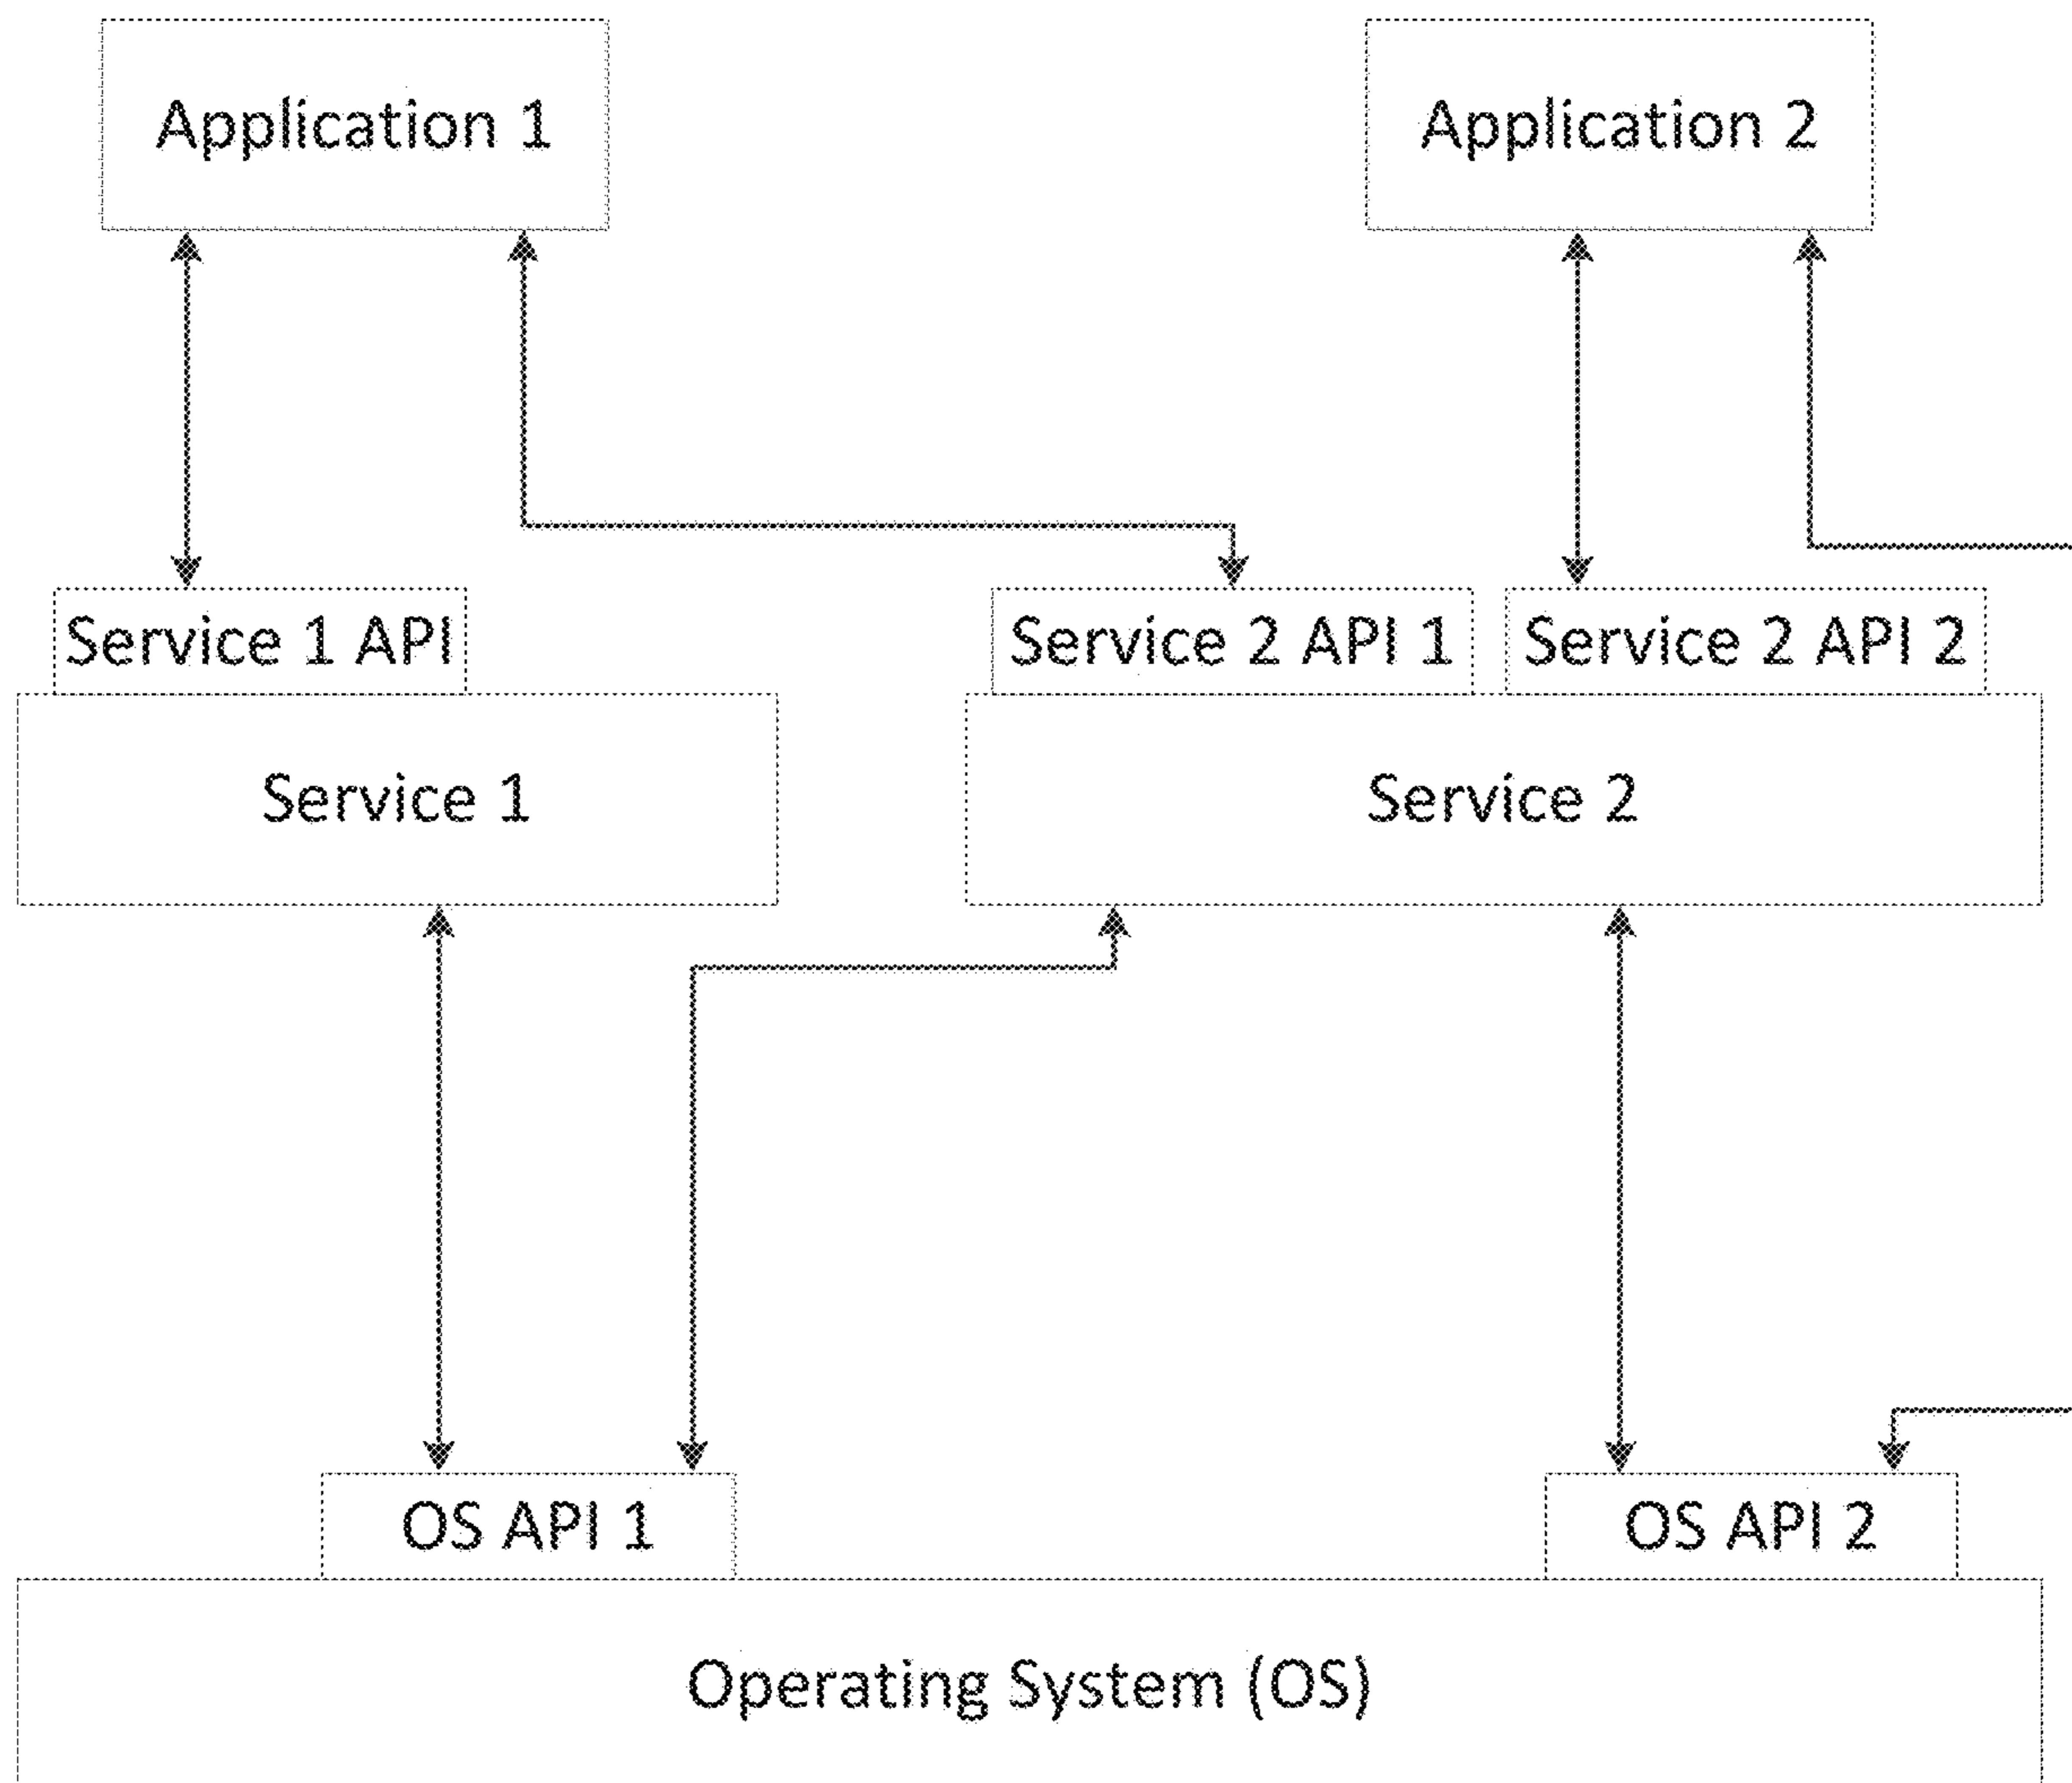 Application 1
Application 2
Service 1 API
Service 2 API 1
Service 2 API 2
Service 1
Service 2
OS API 1
OS API 2
Operating System (OS)